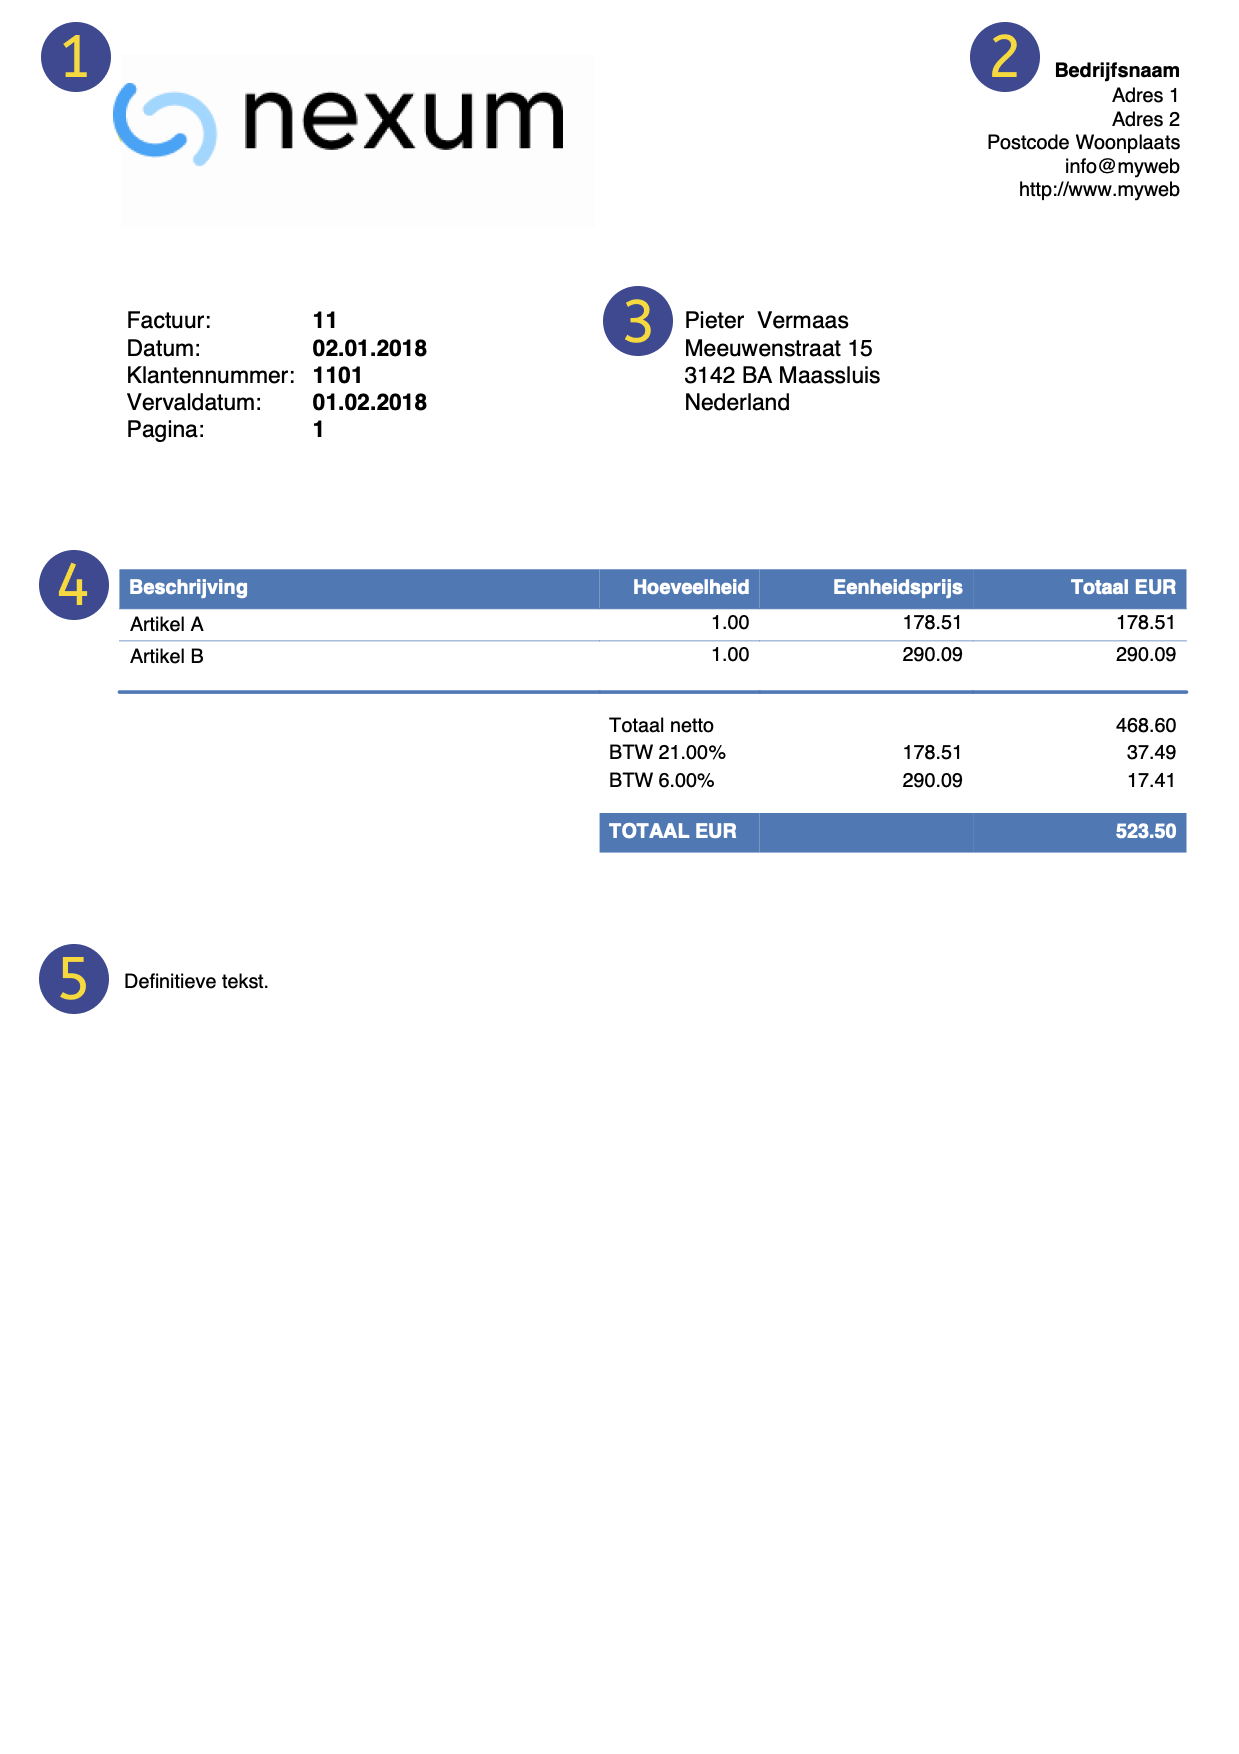 1
nexum
2
Bedrijfsnaam
Adres 1
Adres 2
Postcode Woonplaats
info@myweb
http://www.myweb
Factuur: 11
Datum: 02.01.2018
Klantennummer: 1101
Vervaldatum: 01.02.2018
Pagina: 1
3
Pieter Vermaas
Meeuwenstraat 15
3142 BA Maassluis
Nederland
4
Beschrijving Hoeveelheid Eenheidsprijs Totaal EUR
Artikel A 1.00 178.51 178.51
Artikel B 1.00 290.09 290.09
Totaal netto 468.60
BTW 21.00% 178.51 37.49
BTW 6.00% 290.09 17.41
TOTAAL EUR 523.50
5
Definitieve tekst.